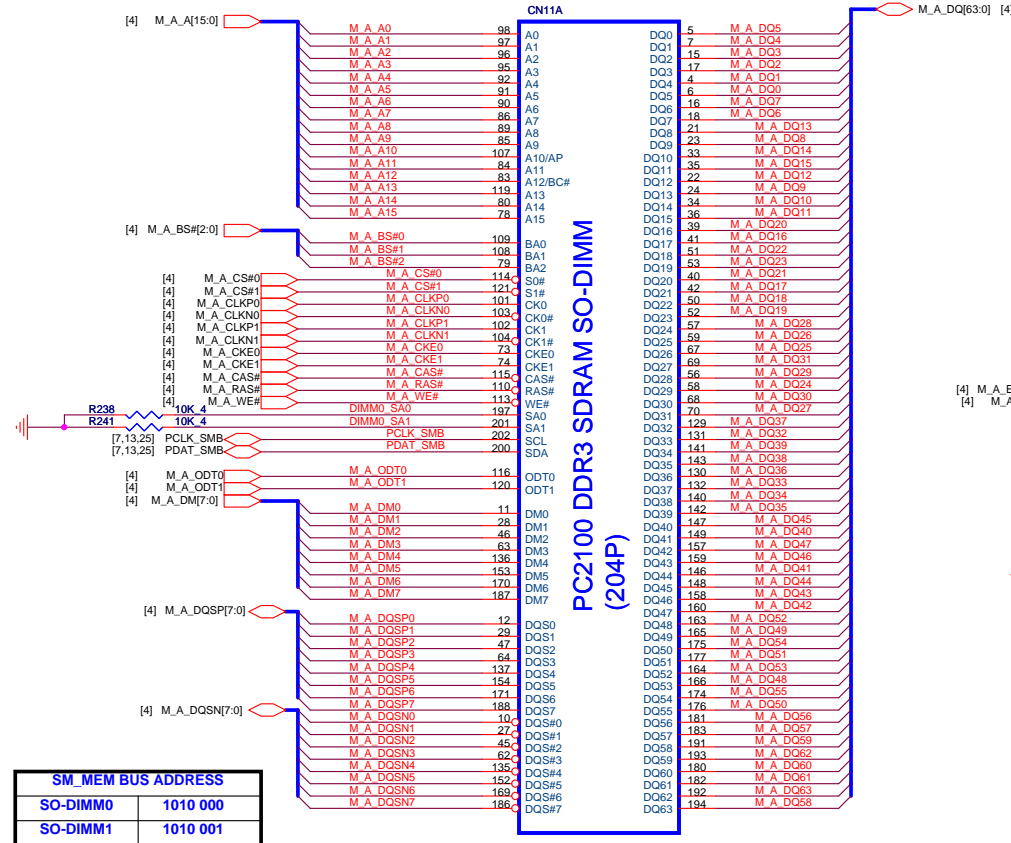 CN11A
[4] M_A_A[15:0]
M_A_DQ[63:0] [4]
M_A_A0 98 A0
M_A_A1 97 A1
M_A_A2 96 A2
M_A_A3 95 A3
M_A_A4 92 A4
M_A_A5 91 A5
M_A_A6 90 A6
M_A_A7 86 A7
M_A_A8 89 A8
M_A_A9 85 A9
M_A_A10 107 A10/AP
M_A_A11 84 A11
M_A_A12 83 A12/BC#
M_A_A13 119 A13
M_A_A14 80 A14
M_A_A15 78 A15
[4] M_A_BS#[2:0]
M_A_BS#0 109 BA0
M_A_BS#1 108 BA1
M_A_BS#2 79 BA2
[4] M_A_CS#0 M_A_CS#0 114 S0#
[4] M_A_CS#1 M_A_CS#1 121 S1#
[4] M_A_CLKP0 M_A_CLKP0 101 CK0
[4] M_A_CLKN0 M_A_CLKN0 103 CK0#
[4] M_A_CLKP1 M_A_CLKP1 102 CK1
[4] M_A_CLKN1 M_A_CLKN1 104 CK1#
[4] M_A_CKE0 M_A_CKE0 73 CKE0
[4] M_A_CKE1 M_A_CKE1 74 CKE1
[4] M_A_CAS# M_A_CAS# 115 CAS#
[4] M_A_RAS# M_A_RAS# 110 RAS#
[4] M_A_WE# M_A_WE# 113 WE#
R238 10K_4 DIMM0_SA0 197 SA0
R241 10K_4 DIMM0_SA1 201 SA1
[7,13,25] PCLK_SMB PCLK_SMB 202 SCL
[7,13,25] PDAT_SMB PDAT_SMB 200 SDA
[4] M_A_ODT0 M_A_ODT0 116 ODT0
[4] M_A_ODT1 M_A_ODT1 120 ODT1
[4] M_A_DM[7:0]
M_A_DM0 11 DM0
M_A_DM1 28 DM1
M_A_DM2 46 DM2
M_A_DM3 63 DM3
M_A_DM4 136 DM4
M_A_DM5 153 DM5
M_A_DM6 170 DM6
M_A_DM7 187 DM7
[4] M_A_DQSP[7:0]
M_A_DQSP0 12 DQS0
M_A_DQSP1 29 DQS1
M_A_DQSP2 47 DQS2
M_A_DQSP3 64 DQS3
M_A_DQSP4 137 DQS4
M_A_DQSP5 154 DQS5
M_A_DQSP6 171 DQS6
M_A_DQSP7 188 DQS7
[4] M_A_DQSN[7:0]
M_A_DQSN0 10 DQS#0
M_A_DQSN1 27 DQS#1
M_A_DQSN2 45 DQS#2
M_A_DQSN3 62 DQS#3
M_A_DQSN4 135 DQS#4
M_A_DQSN5 152 DQS#5
M_A_DQSN6 169 DQS#6
M_A_DQSN7 186 DQS#7
PC2100 DDR3 SDRAM SO-DIMM
(204P)
DQ0 5 M_A_DQ5
DQ1 7 M_A_DQ4
DQ2 15 M_A_DQ3
DQ3 17 M_A_DQ2
DQ4 4 M_A_DQ1
DQ5 6 M_A_DQ0
DQ6 16 M_A_DQ7
DQ7 18 M_A_DQ6
DQ8 21 M_A_DQ13
DQ9 23 M_A_DQ8
DQ10 33 M_A_DQ14
DQ11 35 M_A_DQ15
DQ12 22 M_A_DQ12
DQ13 24 M_A_DQ9
DQ14 34 M_A_DQ10
DQ15 36 M_A_DQ11
DQ16 39 M_A_DQ20
DQ17 41 M_A_DQ16
DQ18 51 M_A_DQ22
DQ19 53 M_A_DQ23
DQ20 40 M_A_DQ21
DQ21 42 M_A_DQ17
DQ22 50 M_A_DQ18
DQ23 52 M_A_DQ19
DQ24 57 M_A_DQ28
DQ25 59 M_A_DQ26
DQ26 67 M_A_DQ25
DQ27 69 M_A_DQ31
DQ28 56 M_A_DQ29
DQ29 58 M_A_DQ24
DQ30 68 M_A_DQ30
DQ31 70 M_A_DQ27
DQ32 129 M_A_DQ37
DQ33 131 M_A_DQ32
DQ34 141 M_A_DQ39
DQ35 143 M_A_DQ38
DQ36 130 M_A_DQ36
DQ37 132 M_A_DQ33
DQ38 140 M_A_DQ34
DQ39 142 M_A_DQ35
DQ40 147 M_A_DQ45
DQ41 149 M_A_DQ40
DQ42 157 M_A_DQ47
DQ43 159 M_A_DQ46
DQ44 146 M_A_DQ41
DQ45 148 M_A_DQ44
DQ46 158 M_A_DQ43
DQ47 160 M_A_DQ42
DQ48 163 M_A_DQ52
DQ49 165 M_A_DQ49
DQ50 175 M_A_DQ54
DQ51 177 M_A_DQ51
DQ52 164 M_A_DQ53
DQ53 166 M_A_DQ48
DQ54 174 M_A_DQ55
DQ55 176 M_A_DQ50
DQ56 181 M_A_DQ56
DQ57 183 M_A_DQ57
DQ58 191 M_A_DQ59
DQ59 193 M_A_DQ62
DQ60 180 M_A_DQ60
DQ61 182 M_A_DQ61
DQ62 192 M_A_DQ63
DQ63 194 M_A_DQ58
[4]
[4]
SM_MEM BUS ADDRESS
SO-DIMM0 1010 000
SO-DIMM1 1010 001